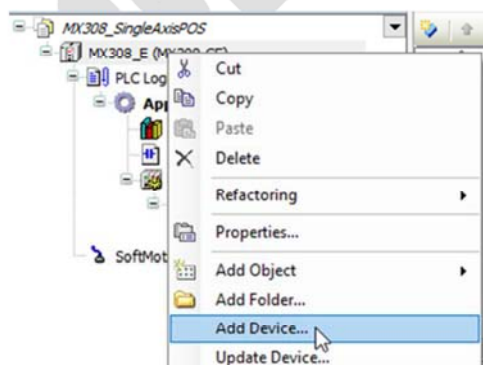 MX308_SingleAxisPOS
MX308_E
PLC Log
Cut
Copy
Paste
Delete
Refactoring
Properties...
SoftMot
Add Object
Add Folder...
Add Device...
Update Device...